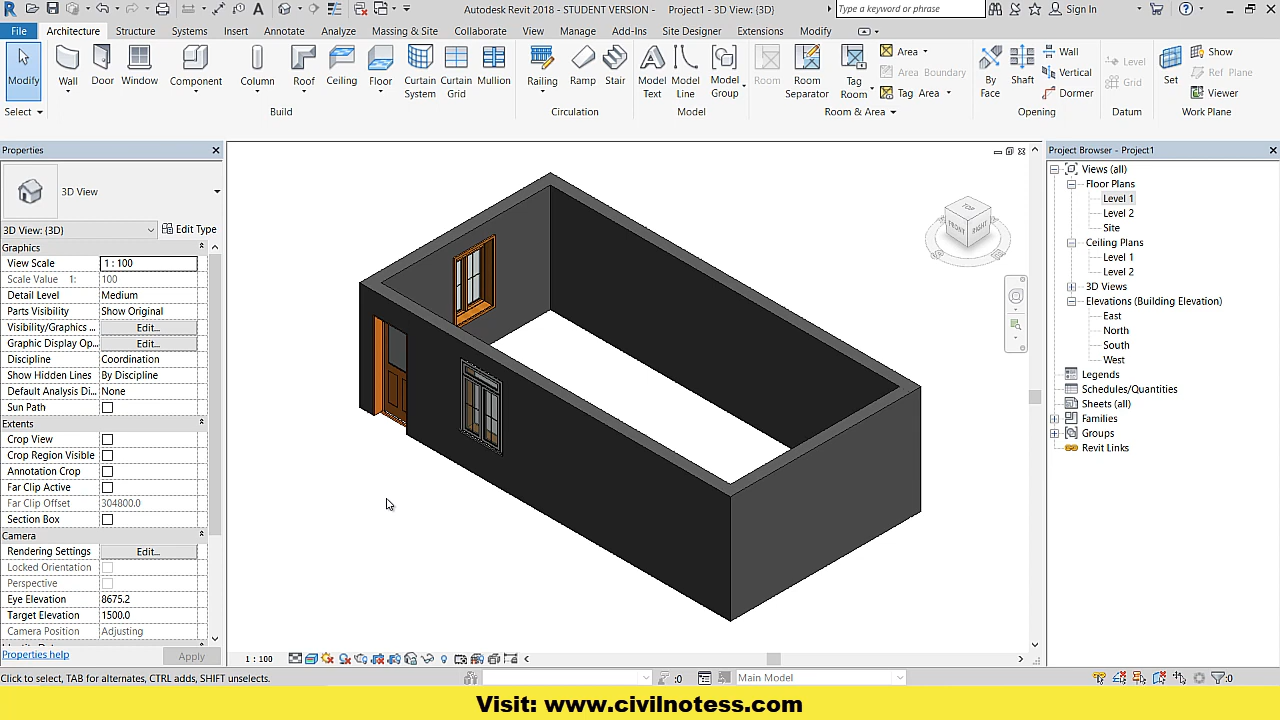 Autodesk Revit 2018 - STUDENT VERSION - Project1 - 3D View: {3D}
Type a keyword or phrase
Sign In
File Architecture Structure Systems Insert Annotate Analyze Massing & Site Collaborate View Manage Add-Ins Site Design Extensions Modify
Modify Wall Door Window Component Column Roof Ceiling Floor Curtain System Curtain Grid Mullion Railing Ramp Stair Model Text Model Line Model Group Room Room Separator Tag Room
Area
Area Boundary
Tag Area
By Face Shaft
Wall
Vertical
Dormer
Level
Grid
Set
Show
Ref Plane
Viewer
Select Build Circulation Model Room & Area Opening Datum Work Plane
Properties
3D View
3D View: {3D} Edit Type
Graphics
View Scale 1 : 100
Scale Value 1: 100
Detail Level Medium
Parts Visibility Show Original
Visibility/Graphics ... Edit...
Graphic Display Op... Edit...
Discipline Coordination
Show Hidden Lines By Discipline
Default Analysis Di... None
Sun Path
Extents
Crop View
Crop Region Visible
Annotation Crop
Far Clip Active
Far Clip Offset 304800.0
Section Box
Camera
Rendering Settings Edit...
Locked Orientation
Perspective
Eye Elevation 8675.2
Target Elevation 1500.0
Camera Position Adjusting
Properties help Apply
TOP
FRONT RIGHT
Project Browser - Project1
Views (all)
Floor Plans
Level 1
Level 2
Site
Ceiling Plans
Level 1
Level 2
3D Views
Elevations (Building Elevation)
East
North
South
West
Legends
Schedules/Quantities
Sheets (all)
Families
Groups
Revit Links
1 : 100
Click to select, TAB for alternates, CTRL adds, SHIFT unselects.
:0
Main Model
:0
Visit: www.civilnotess.com